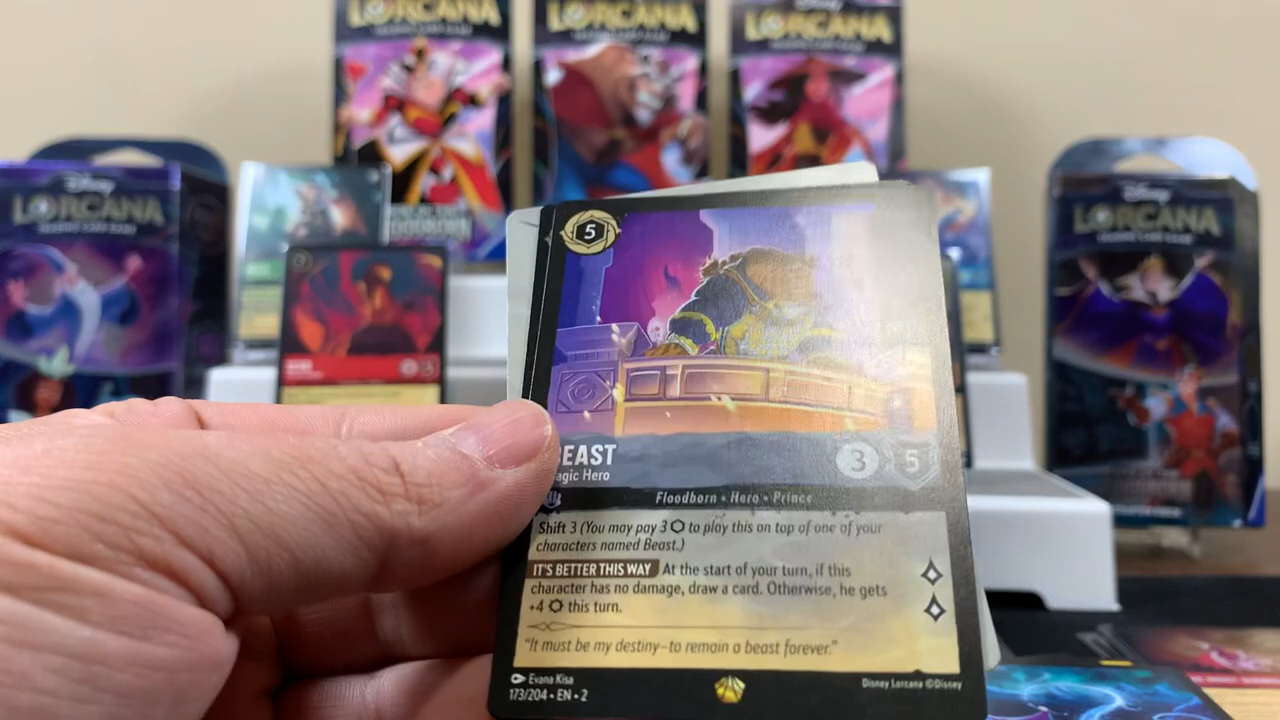 LORCANA
LORCANA
Disney
LORCANA
Disney
LORCANA
Disney
LORCANA
5
EAST
agic Hero
3
5
Floodborn • Hero • Prince
Shift 3 (You may pay 3 to play this on top of one of your
characters named Beast.)
IT'S BETTER THIS WAY At the start of your turn, if this
character has no damage, draw a card. Otherwise, he gets
+4 this turn.
"It must be my destiny—to remain a beast forever."
Evana Kisa
Disney Lorcana ©Disney
173/204 • EN • 2